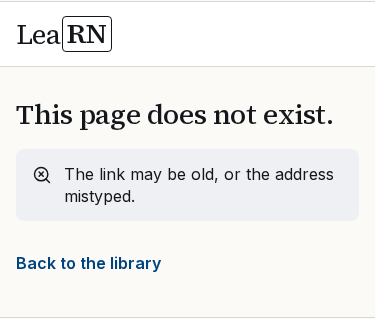 LeaRN
This page does not exist.
The link may be old, or the address
mistyped.
Back to the library